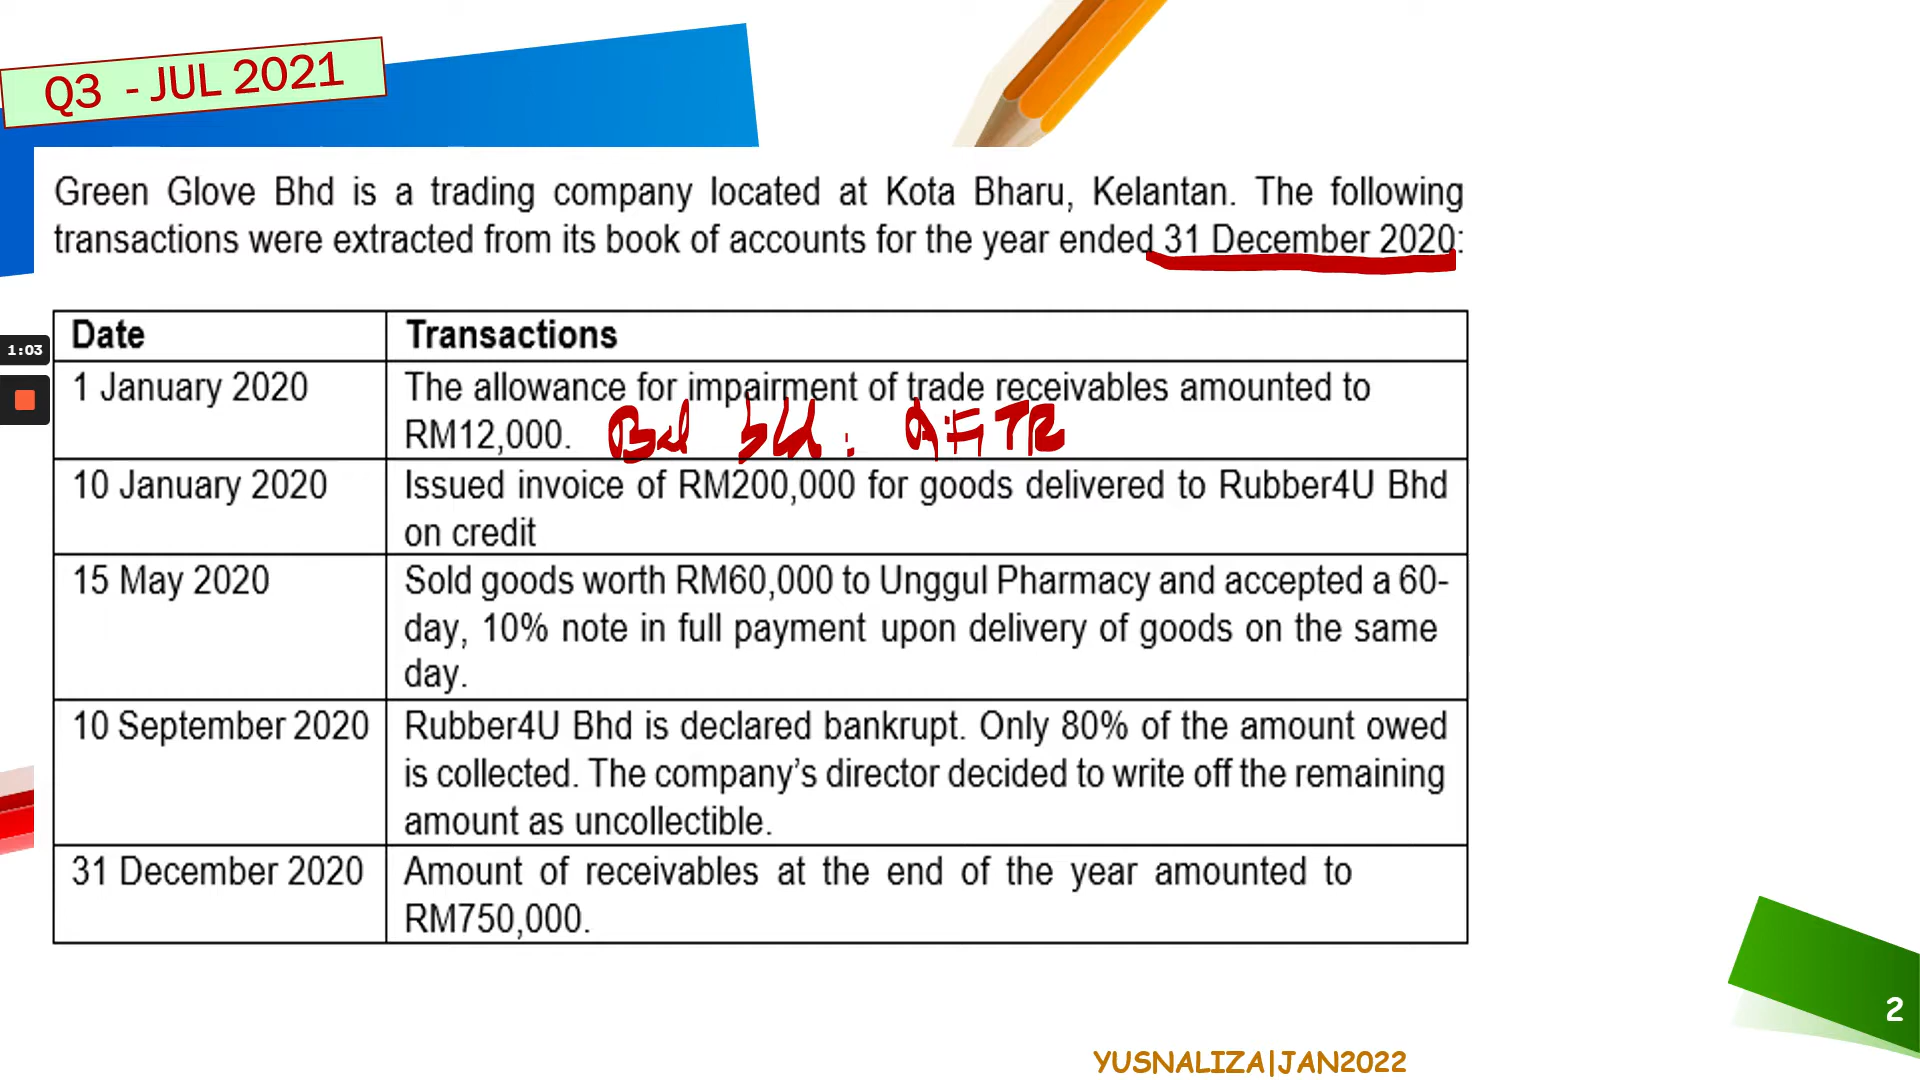 Q3 - JUL 2021
Green Glove Bhd is a trading company located at Kota Bharu, Kelantan. The following
transactions were extracted from its book of accounts for the year ended 31 December 2020:
Date Transactions
1:03
1 January 2020 The allowance for impairment of trade receivables amounted to
RM12,000.
10 January 2020 Issued invoice of RM200,000 for goods delivered to Rubber4U Bhd
on credit
15 May 2020 Sold goods worth RM60,000 to Unggul Pharmacy and accepted a 60-
day, 10% note in full payment upon delivery of goods on the same
day.
10 September 2020 Rubber4U Bhd is declared bankrupt. Only 80% of the amount owed
is collected. The company's director decided to write off the remaining
amount as uncollectible.
31 December 2020 Amount of receivables at the end of the year amounted to
RM750,000.
2
YUSNALIZA|JAN2022